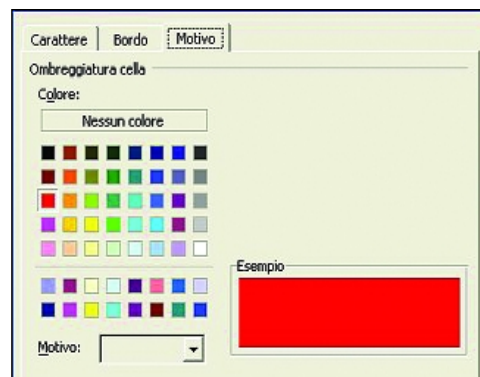 Carattere Bordo Motivo
Ombreggiatura cella
Colore:
Nessun colore
Esempio
Motivo: